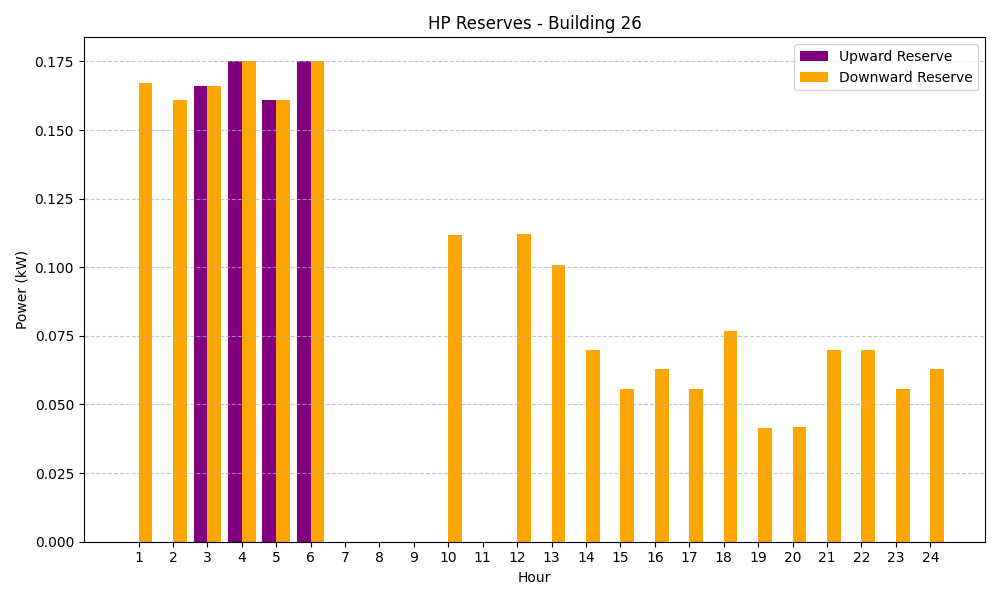 HP Reserves - Building 26
Upward Reserve
Downward Reserve
Power (kW)
0.175
0.150
0.125
0.100
0.075
0.050
0.025
0.000
1 2 3 4 5 6 7 8 9 10 11 12 13 14 15 16 17 18 19 20 21 22 23 24
Hour